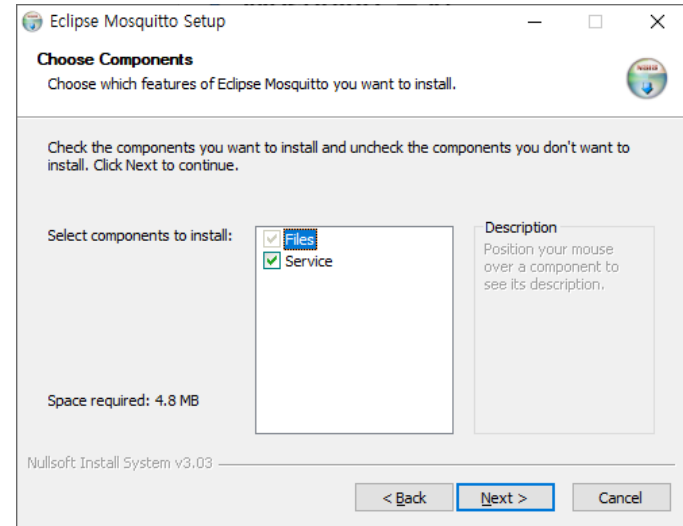 Eclipse Mosquitto Setup
Choose Components
Choose which features of Eclipse Mosquitto you want to install.
Check the components you want to install and uncheck the components you don't want to
install. Click Next to continue.
Select components to install:
Files
Service
Description
Position your mouse
over a component to
see its description.
Space required: 4.8 MB
Nullsoft Install System v3.03
< Back
Next >
Cancel